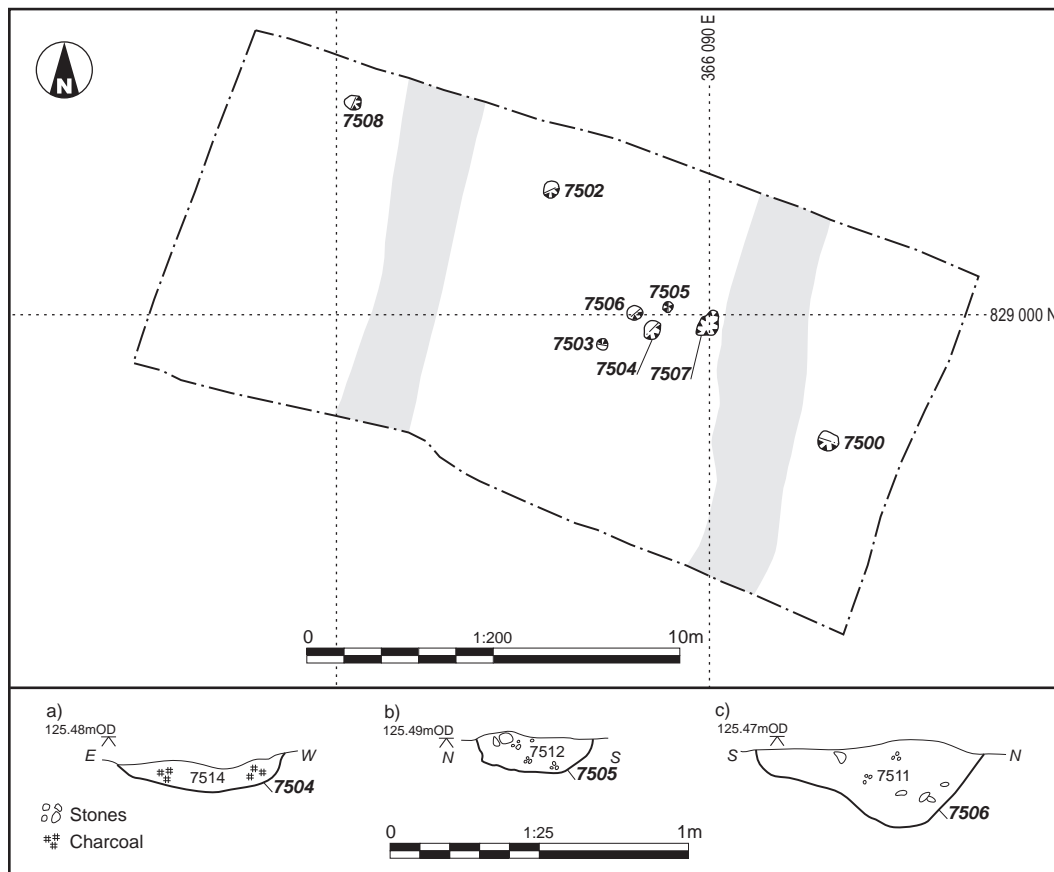 366 090 E
N
7508
7502
7505
7506
829 000 N
7503
7504
7507
7500
0 1:200 10m
a)
125.48mOD
E W
7514
7504
b)
125.49mOD
N S
7512
7505
c)
125.47mOD
S N
7511
7506
Stones
Charcoal
0 1:25 1m